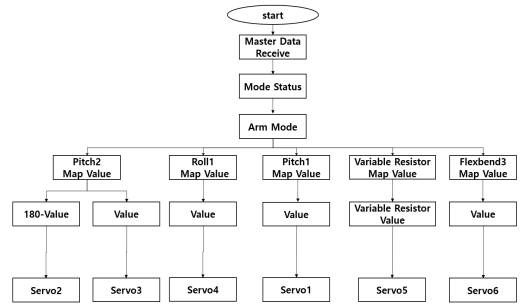 start
Master Data
Receive
Mode Status
Arm Mode
Pitch2
Map Value
Roll1
Map Value
Pitch1
Map Value
Variable Resistor
Map Value
Flexbend3
Map Value
180-Value
Value
Value
Value
Variable Resistor
Value
Value
Servo2
Servo3
Servo4
Servo1
Servo5
Servo6